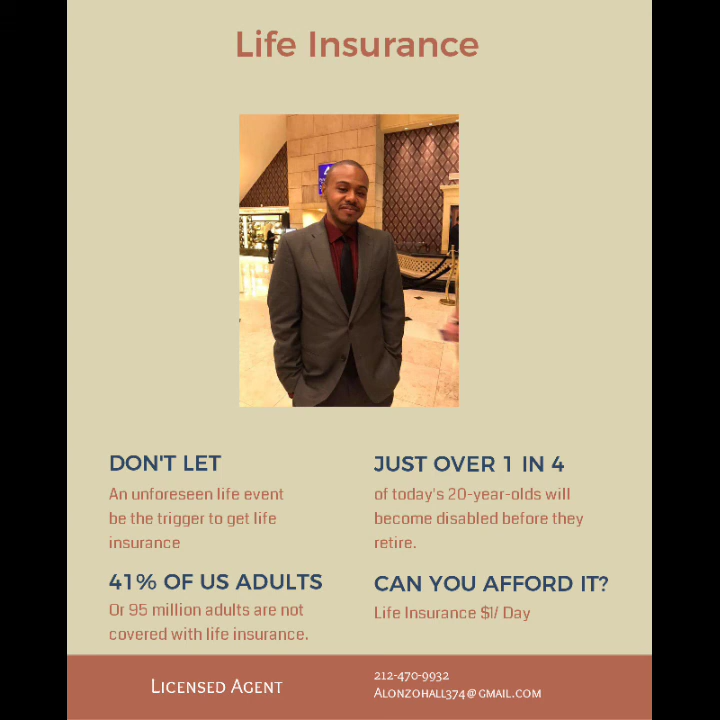 Life Insurance
DON'T LET
An unforeseen life event
be the trigger to get life
insurance
JUST OVER 1 IN 4
of today's 20-year-olds will
become disabled before they
retire.
41% OF US ADULTS
Or 95 million adults are not
covered with life insurance.
CAN YOU AFFORD IT?
Life Insurance $1/ Day
Licensed Agent
212-470-9932
Alonzohall374@gmail.com